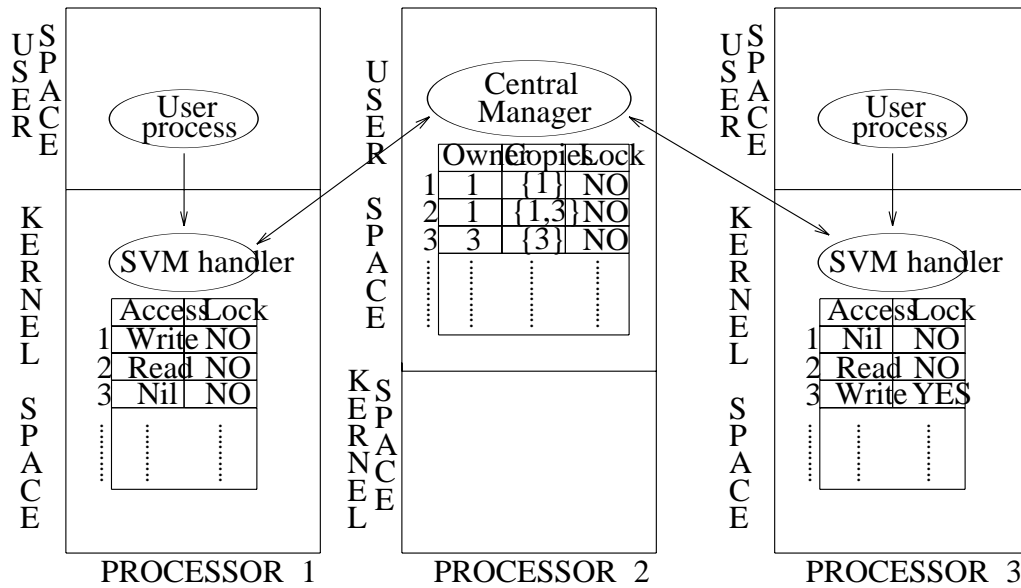 USER
SPACE
User
process
KERNEL
SPACE
SVM handler
Access Lock
1 Write NO
2 Read NO
3 Nil NO
PROCESSOR 1
USER
SPACE
Central
Manager
Owner Copies Lock
1 1 {1} NO
2 1 {1,3} NO
3 3 {3} NO
KERNEL
SPACE
PROCESSOR 2
USER
SPACE
User
process
KERNEL
SPACE
SVM handler
Access Lock
1 Nil NO
2 Read NO
3 Write YES
PROCESSOR 3